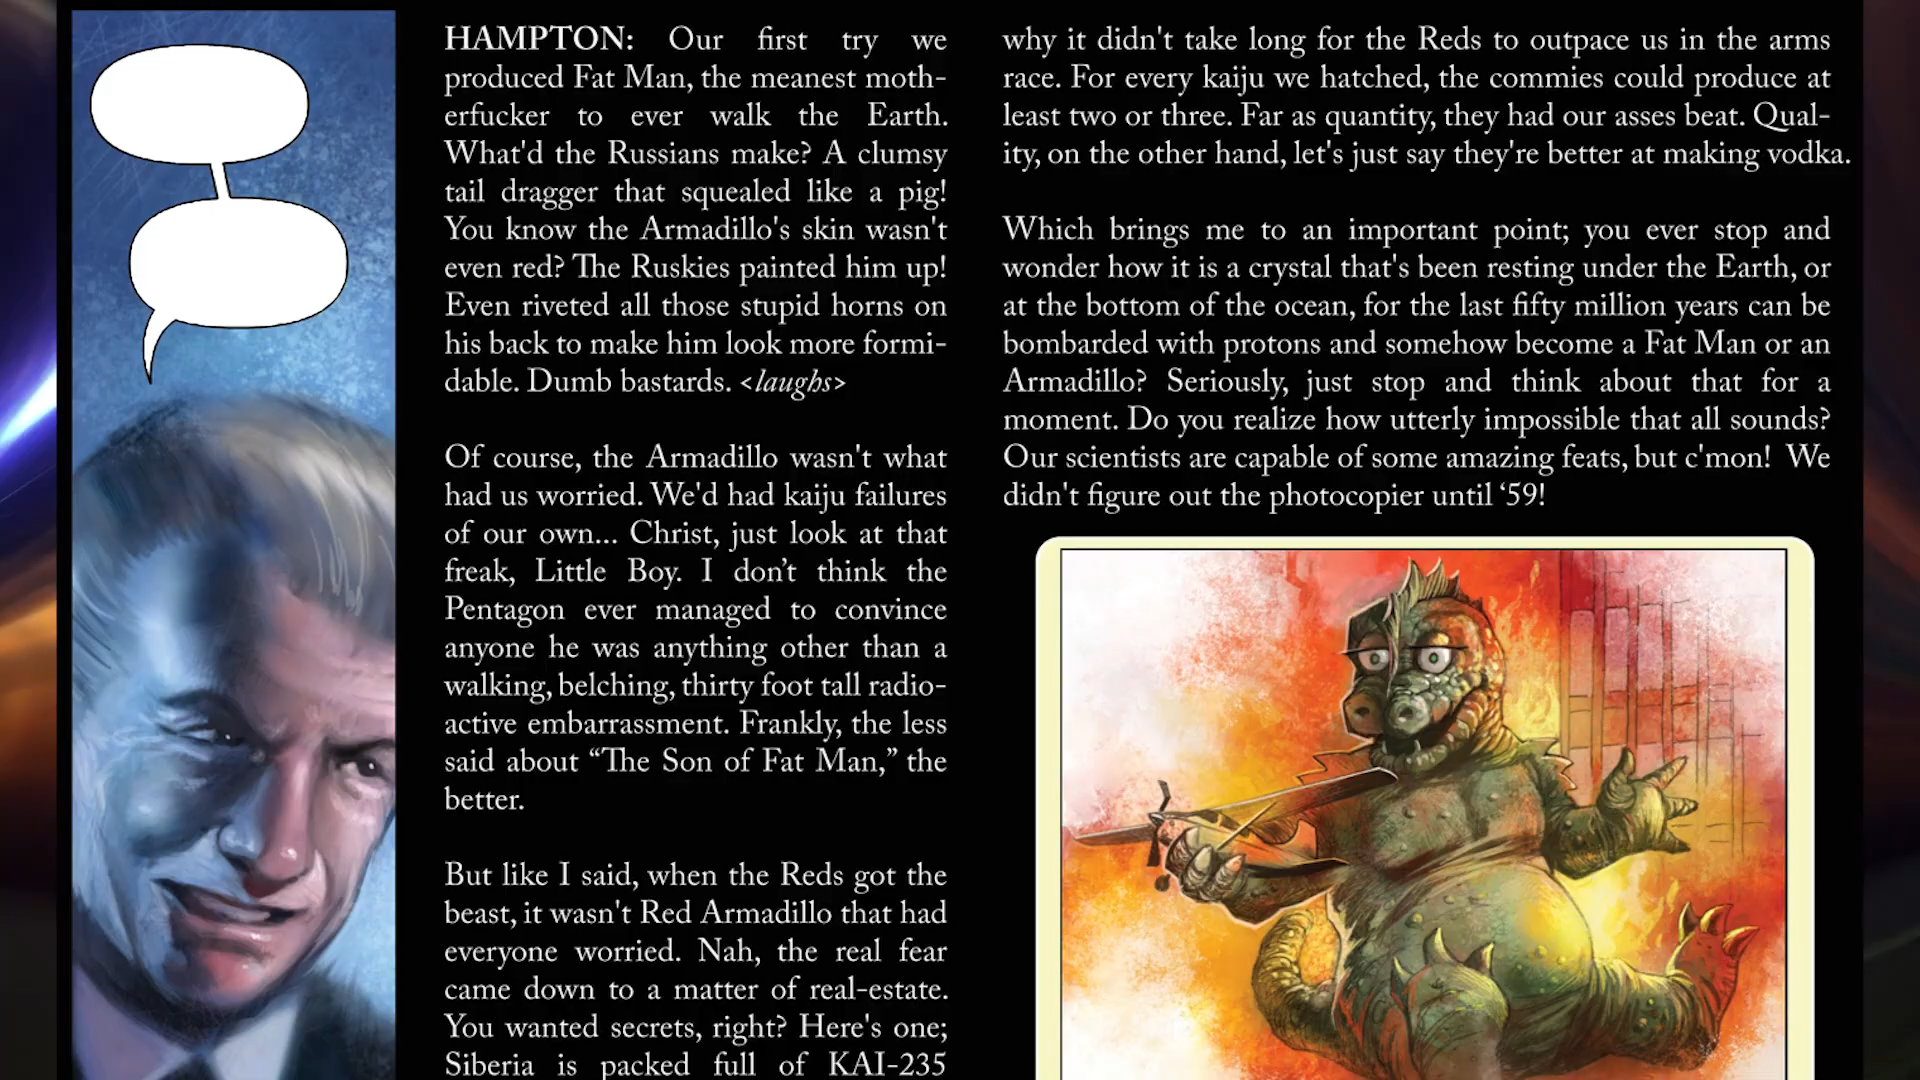 HAMPTON: Our first try we
produced Fat Man, the meanest moth-
erfucker to ever walk the Earth.
What'd the Russians make? A clumsy
tail dragger that squealed like a pig!
You know the Armadillo's skin wasn't
even red? The Ruskies painted him up!
Even riveted all those stupid horns on
his back to make him look more formi-
dable. Dumb bastards. <laughs>
Of course, the Armadillo wasn't what
had us worried. We'd had kaiju failures
of our own... Christ, just look at that
freak, Little Boy. I don’t think the
Pentagon ever managed to convince
anyone he was anything other than a
walking, belching, thirty foot tall radio-
active embarrassment. Frankly, the less
said about “The Son of Fat Man,” the
better.
But like I said, when the Reds got the
beast, it wasn't Red Armadillo that had
everyone worried. Nah, the real fear
came down to a matter of real-estate.
You wanted secrets, right? Here's one;
Siberia is packed full of KAI-235
why it didn't take long for the Reds to outpace us in the arms
race. For every kaiju we hatched, the commies could produce at
least two or three. Far as quantity, they had our asses beat. Qual-
ity, on the other hand, let's just say they're better at making vodka.
Which brings me to an important point; you ever stop and
wonder how it is a crystal that's been resting under the Earth, or
at the bottom of the ocean, for the last fifty million years can be
bombarded with protons and somehow become a Fat Man or an
Armadillo? Seriously, just stop and think about that for a
moment. Do you realize how utterly impossible that all sounds?
Our scientists are capable of some amazing feats, but c'mon! We
didn't figure out the photocopier until ‘59!